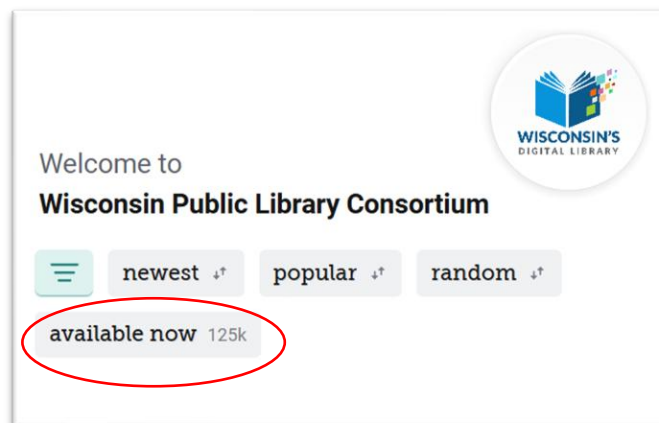 WISCONSIN'S
DIGITAL LIBRARY
Welcome to
Wisconsin Public Library Consortium
newest popular random
available now 125k